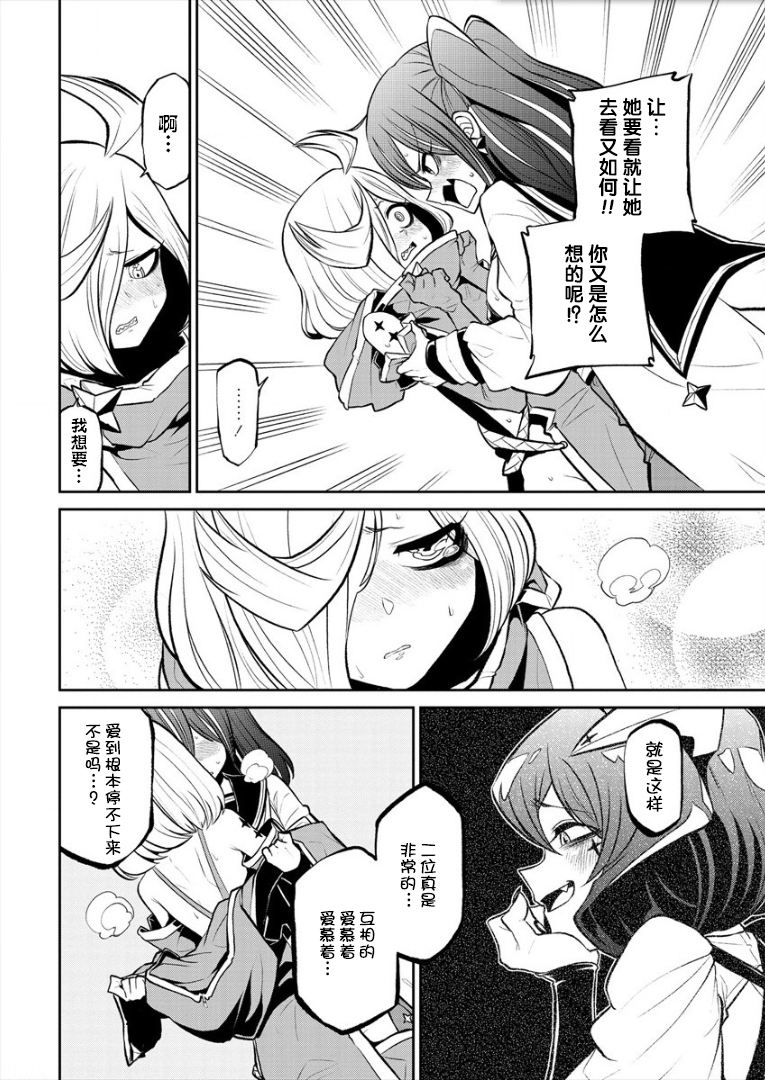 让…
她要看就让她
去看又如何!!
你又是怎么
想的呢!?
……
啊
…
我想要
…
就是这样
二位真是
非常的…
互相的
爱慕着
爱慕着…
爱到根本停不下来
不是吗…?